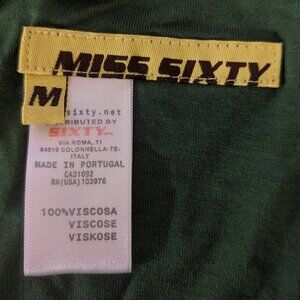 MISS SIXTY
M
sixty.net
TRIBUTED BY
SIXTY
VIA ROMA, 11
64010 COLONNELLA-TE-
ITALY
MADE IN PORTUGAL
CA31092
RN(USA)103976
100%VISCOSA
VISCOSE
VISKOSE